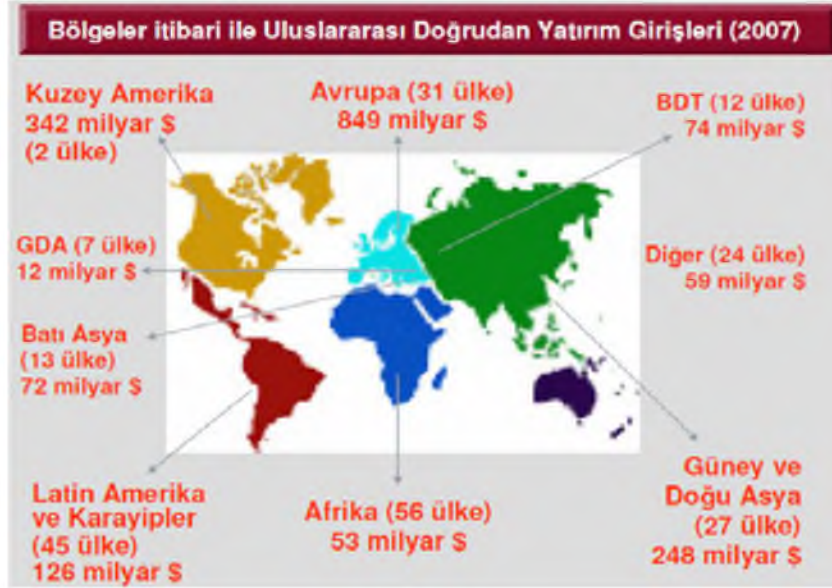 Bölgeler itibari ile Uluslararası Doğrudan Yatırım Girişleri (2007)
Kuzey Amerika
342 milyar $
(2 ülke)
Avrupa (31 ülke)
849 milyar $
BDT (12 ülke)
74 milyar $
GDA (7 ülke)
12 milyar $
Diğer (24 ülke)
59 milyar $
Batı Asya
(13 ülke)
72 milyar $
Latin Amerika
ve Karayipler
(45 ülke)
126 milyar $
Afrika (56 ülke)
53 milyar $
Güney ve
Doğu Asya
(27 ülke)
248 milyar $